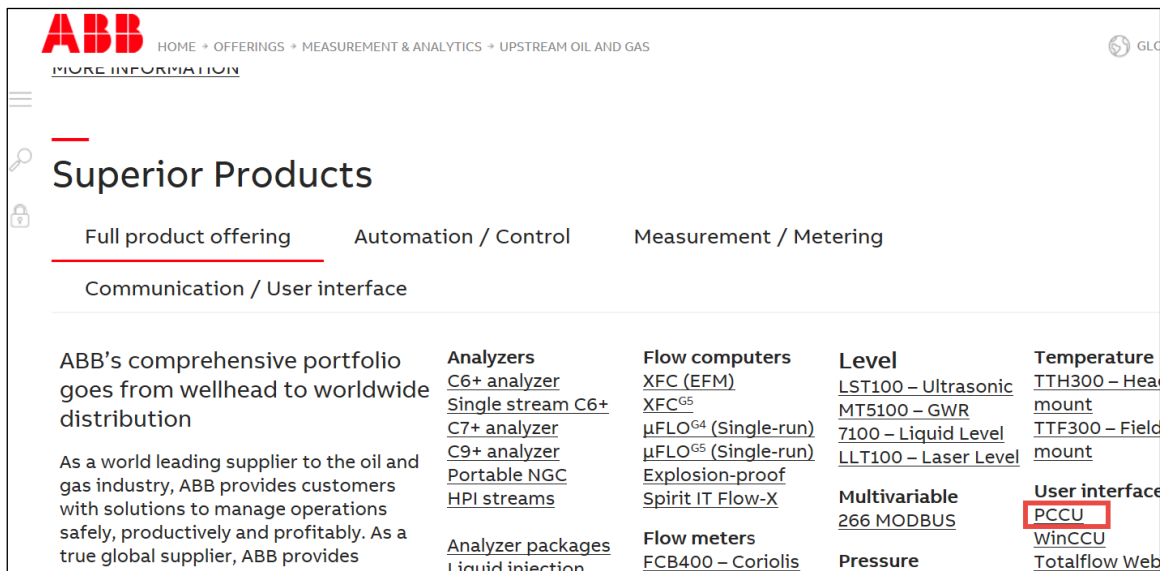 ABB
HOME → OFFERINGS → MEASUREMENT & ANALYTICS → UPSTREAM OIL AND GAS
GLO
MORE INFORMATION
Superior Products
Full product offering
Automation / Control
Measurement / Metering
Communication / User interface
ABB's comprehensive portfolio
goes from wellhead to worldwide
distribution
As a world leading supplier to the oil and
gas industry, ABB provides customers
with solutions to manage operations
safely, productively and profitably. As a
true global supplier, ABB provides
Analyzers
C6+ analyzer
Single stream C6+
C7+ analyzer
C9+ analyzer
Portable NGC
HPI streams
Analyzer packages
Liquid injection
Flow computers
XFC (EFM)
XFCG5
µFLOG4 (Single-run)
µFLOG5 (Single-run)
Explosion-proof
Spirit IT Flow-X
Flow meters
FCB400 – Coriolis
Level
LST100 – Ultrasonic
MT5100 – GWR
7100 – Liquid Level
LLT100 – Laser Level
Multivariable
266 MODBUS
Pressure
Temperature
TTH300 – Head
mount
TTF300 – Field
mount
User interface
PCCU
WinCCU
Totalflow Web